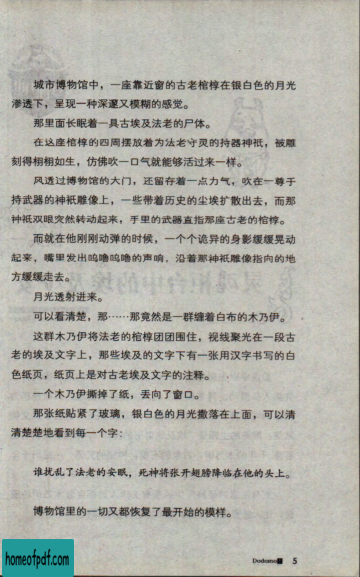 城市博物馆中，一座靠近窗的古老棺椁在银白色的月光
渗透下，呈现一种深邃又模糊的感觉。
那里面长眠着一具古埃及法老的尸体。
在这座棺椁的四周摆放着为法老守灵的持器神祇，被雕
刻得栩栩如生，仿佛吹一口气就能够活过来一样。
风透过博物馆的大门，还留存着一点力气，吹在一尊手
持武器的神祇雕像上，一些带着历史的尘埃扩散出去，而那
神祇双眼突然转动起来，手里的武器直指那座古老的棺椁。
而就在他刚刚动弹的时候，一个个诡异的身影缓缓晃动
起来，嘴里发出呜噜呜噜的声响，沿着那神祇雕像指向的地
方缓缓走去。
月光透射进来。
可以看清楚，那……那竟然是一群缠着白布的木乃伊。
这群木乃伊将法老的棺椁团团围住，视线聚光在一段古
老的埃及文字上，那些埃及的文字下有一张用汉字书写的白
色纸页，纸页上是对古老埃及文字的注释。
一个木乃伊撕掉了纸，丢向了窗口。
那张纸贴紧了玻璃，银白色的月光撒落在上面，可以清
清楚楚地看到每一个字：
谁扰乱了法老的安眠，死神将张开翅膀降临在他的头上。
博物馆里的一切又都恢复了最开始的模样。
5
homeofpdf.com